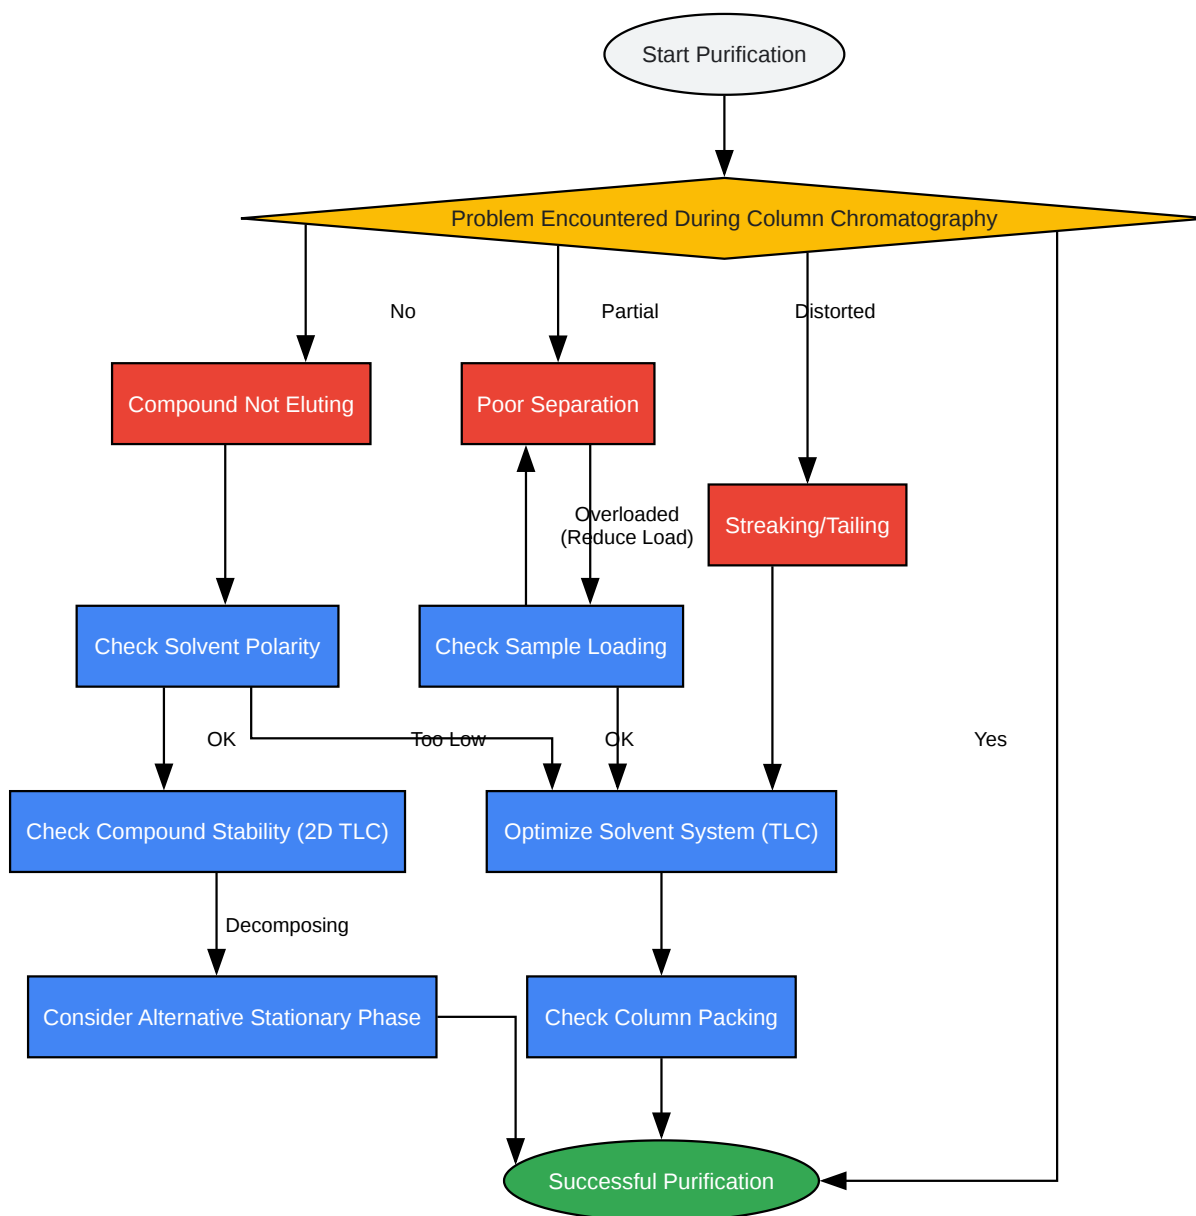 Start Purification
Problem Encountered During Column Chromatography
No
Partial
Distorted
Compound Not Eluting
Poor Separation
Overloaded
(Reduce Load)
Streaking/Tailing
Check Solvent Polarity
Check Sample Loading
OK
Too Low
OK
Yes
Check Compound Stability (2D TLC)
Optimize Solvent System (TLC)
Decomposing
Consider Alternative Stationary Phase
Check Column Packing
Successful Purification